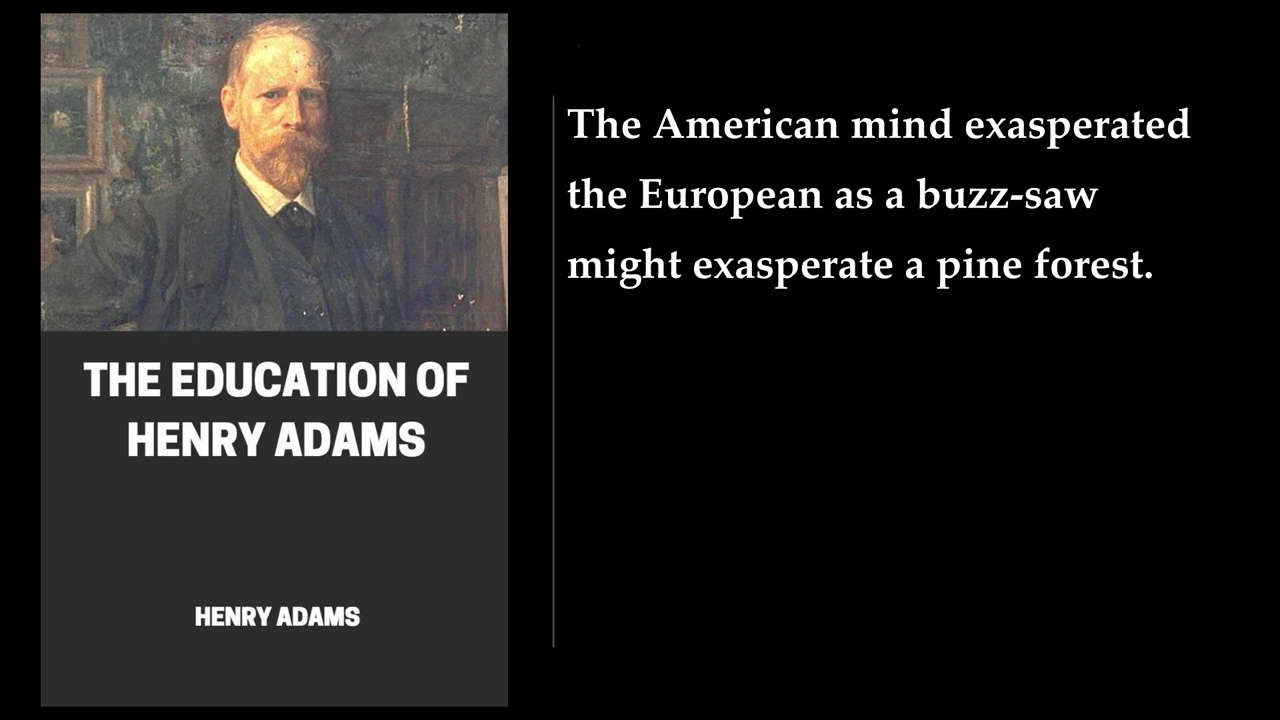 THE EDUCATION OF
HENRY ADAMS
HENRY ADAMS
The American mind exasperated
the European as a buzz-saw
might exasperate a pine forest.